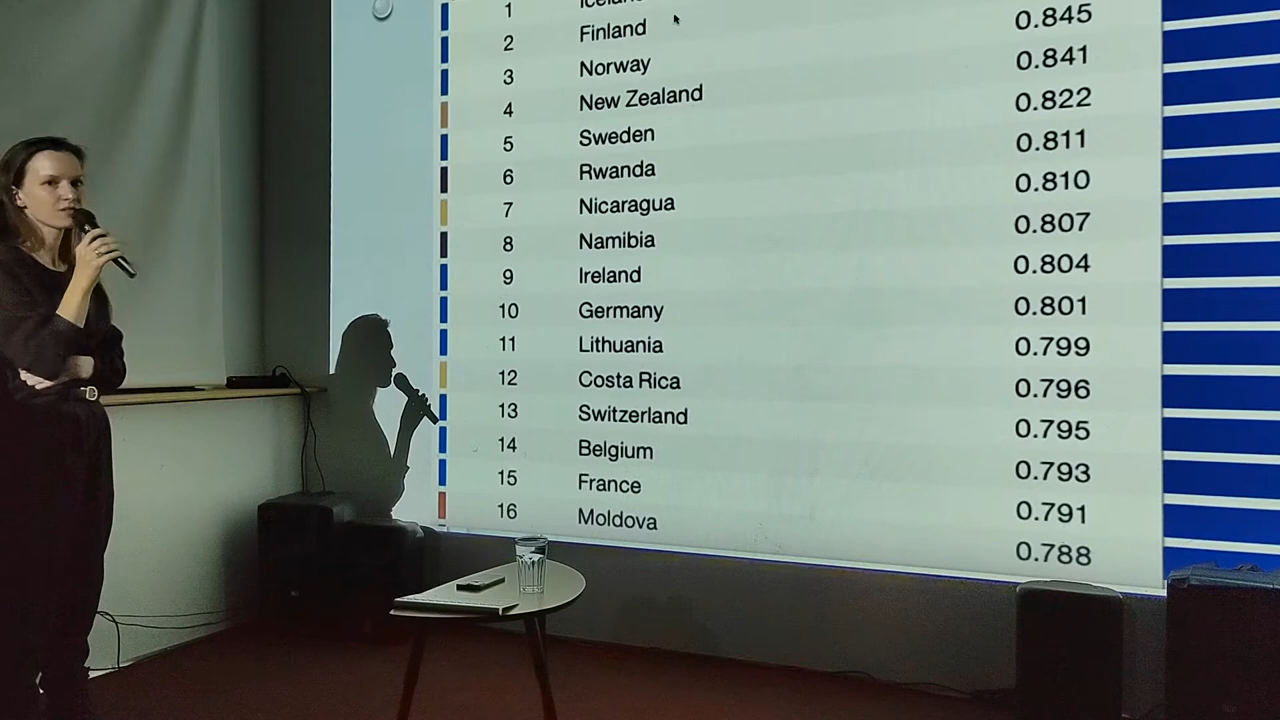 1
2 Finland
3 Norway 0.845
4 New Zealand 0.841
5 Sweden 0.822
6 Rwanda 0.811
7 Nicaragua 0.810
8 Namibia 0.807
9 Ireland 0.804
10 Germany 0.801
11 Lithuania 0.799
12 Costa Rica 0.796
13 Switzerland 0.795
14 Belgium 0.793
15 France 0.791
16 Moldova 0.788